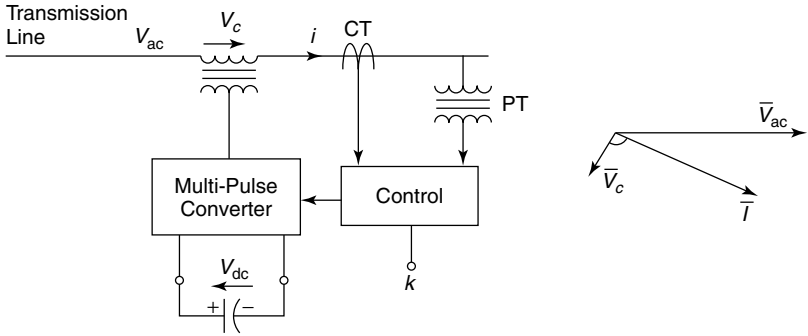 Transmission
Line
V_ac
V_c
i
CT
PT
Multi-Pulse
Converter
Control
V_dc
+ −
k
V̅_ac
V̅_c
I̅